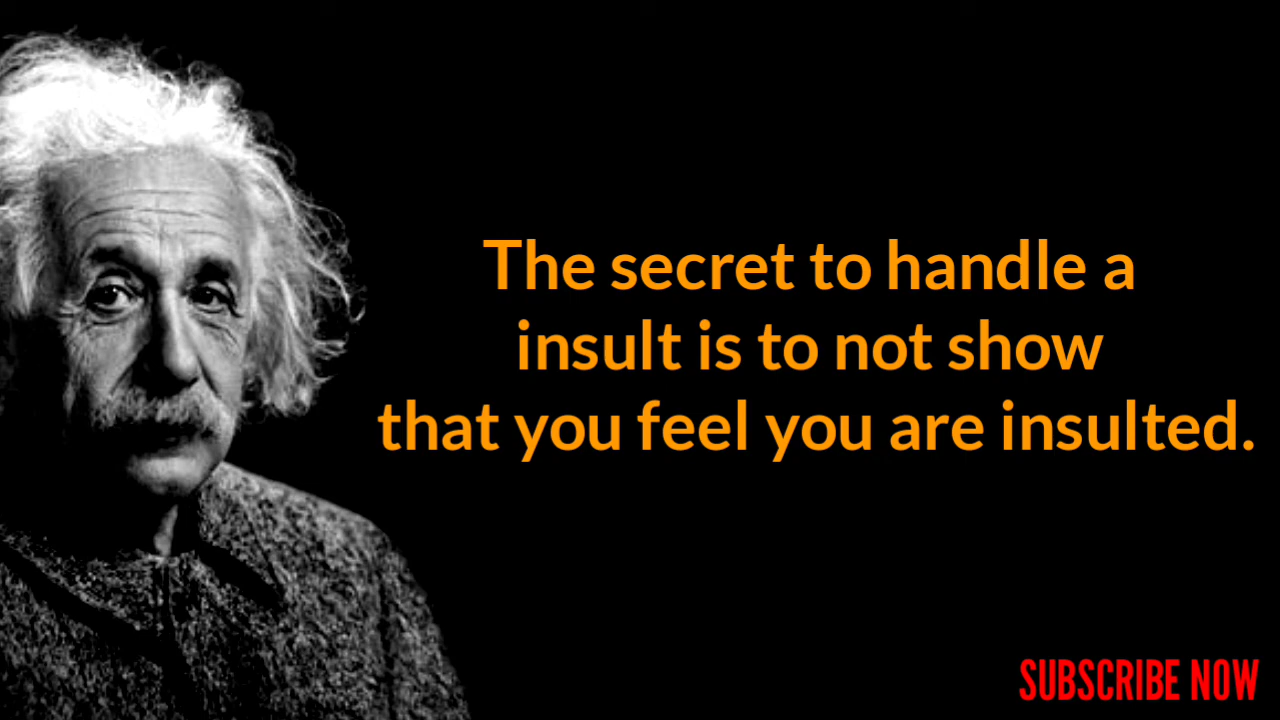 The secret to handle a
insult is to not show
that you feel you are insulted.
SUBSCRIBE NOW